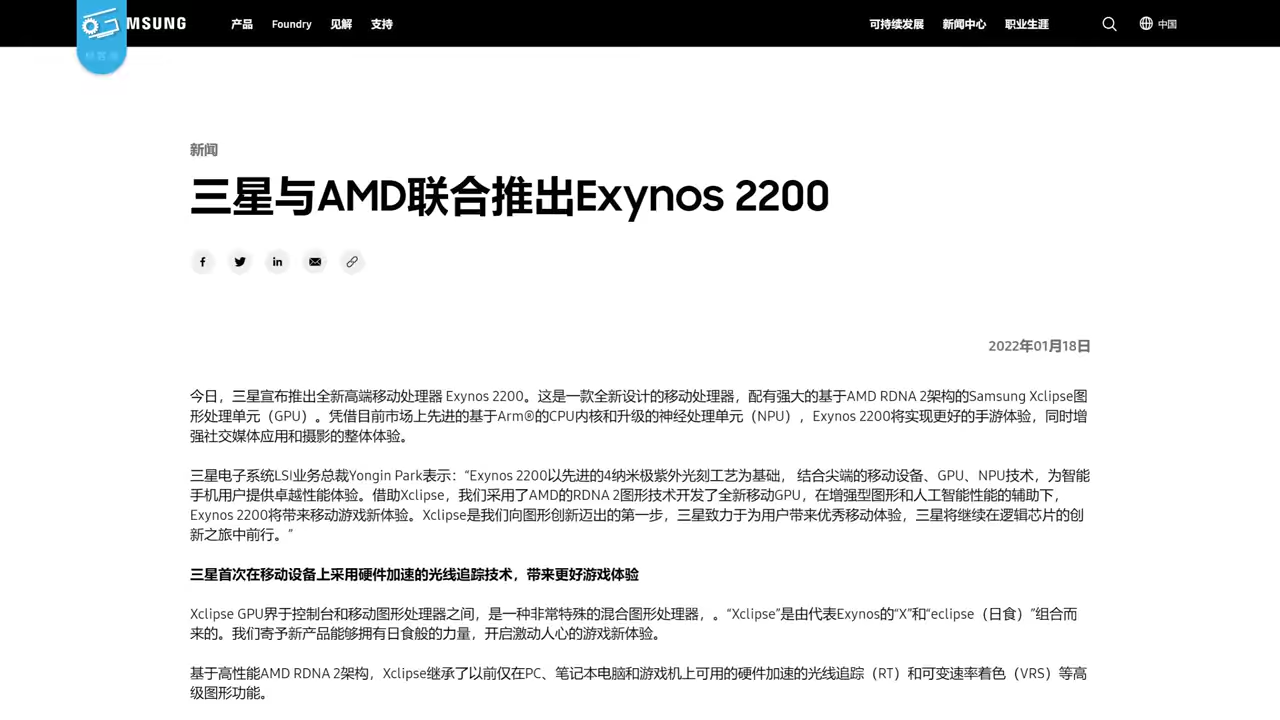 MSUNG 产品 Foundry 见解 支持 可持续发展 新闻中心 职业生涯 中国
新闻
三星与AMD联合推出Exynos 2200
2022年01月18日
今日，三星宣布推出全新高端移动处理器 Exynos 2200。这是一款全新设计的移动处理器，配有强大的基于AMD RDNA 2架构的Samsung Xclipse图
形处理单元（GPU）。凭借目前市场上先进的基于Arm®的CPU内核和升级的神经处理单元（NPU），Exynos 2200将实现更好的手游体验，同时增
强社交媒体应用和摄影的整体体验。
三星电子系统LSI业务总裁Yongin Park表示：“Exynos 2200以先进的4纳米极紫外光刻工艺为基础， 结合尖端的移动设备、GPU、NPU技术，为智能
手机用户提供卓越性能体验。借助Xclipse，我们采用了AMD的RDNA 2图形技术开发了全新移动GPU，在增强型图形和人工智能性能的辅助下，
Exynos 2200将带来移动游戏新体验。Xclipse是我们向图形创新迈出的第一步，三星致力于为用户带来优秀移动体验，三星将继续在逻辑芯片的创
新之旅中前行。”
三星首次在移动设备上采用硬件加速的光线追踪技术，带来更好游戏体验
Xclipse GPU界于控制台和移动图形处理器之间，是一种非常特殊的混合图形处理器，。“Xclipse”是由代表Exynos的“X”和“eclipse（日食）”组合而
来的。我们寄予新产品能够拥有日食般的力量，开启激动人心的游戏新体验。
基于高性能AMD RDNA 2架构，Xclipse继承了以前仅在PC、笔记本电脑和游戏机上可用的硬件加速的光线追踪（RT）和可变速率着色（VRS）等高
级图形功能。